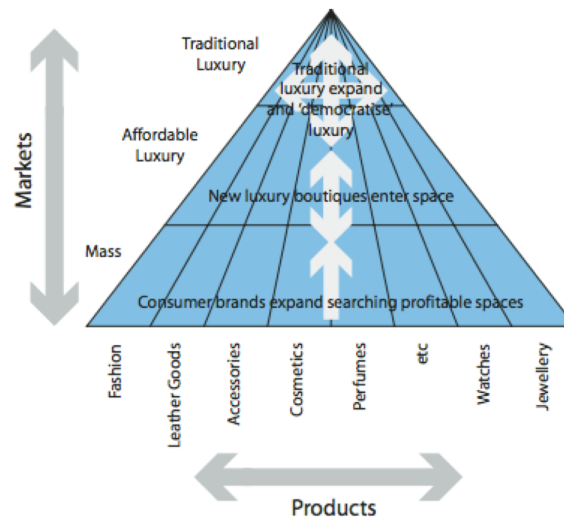 Traditional
Luxury
Traditional
luxury expand
and 'democratise'
luxury
Affordable
Luxury
Markets
New luxury boutiques enter space
Mass
Consumer brands expand searching profitable spaces
Fashion
Leather Goods
Accessories
Cosmetics
Perfumes
etc
Watches
Jewellery
Products